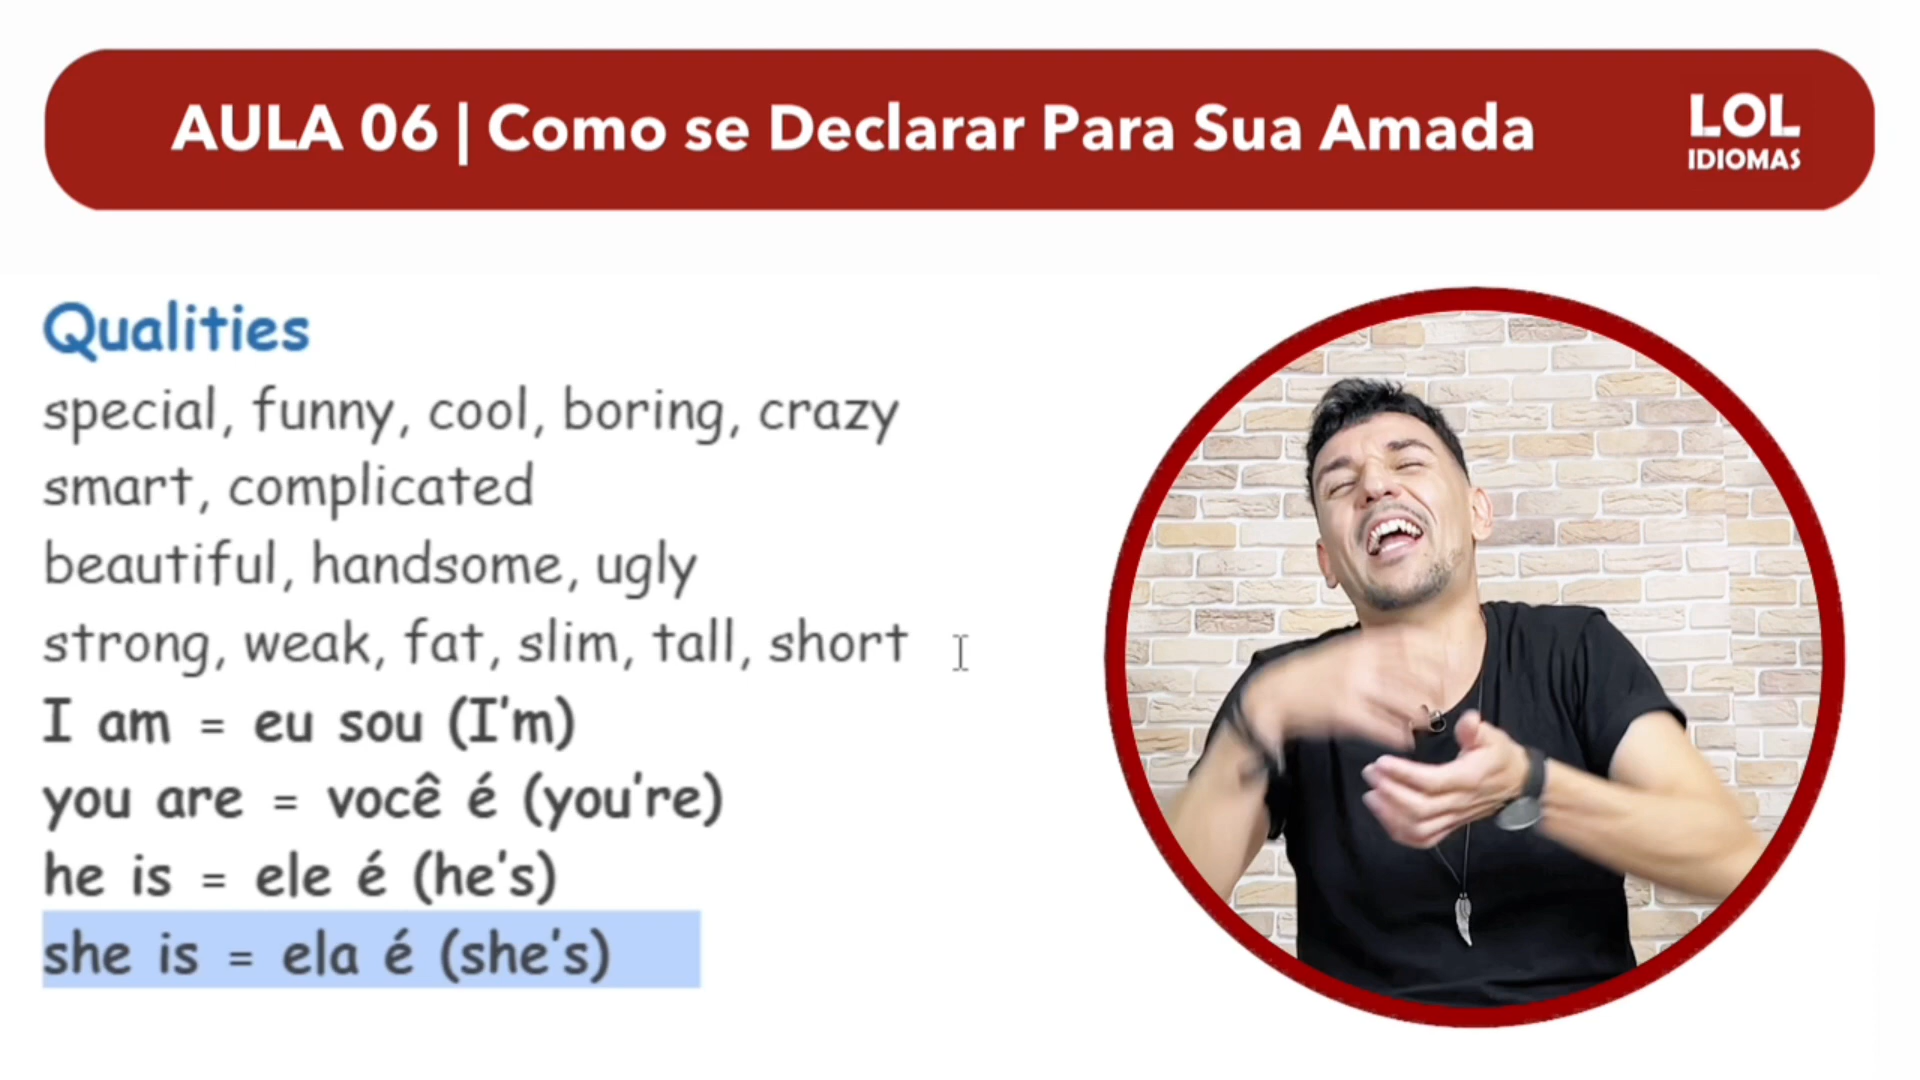 AULA 06 | Como se Declarar Para Sua Amada
LOL
IDIOMAS
Qualities
special, funny, cool, boring, crazy
smart, complicated
beautiful, handsome, ugly
strong, weak, fat, slim, tall, short
I am = eu sou (I'm)
you are = você é (you're)
he is = ele é (he's)
she is = ela é (she's)